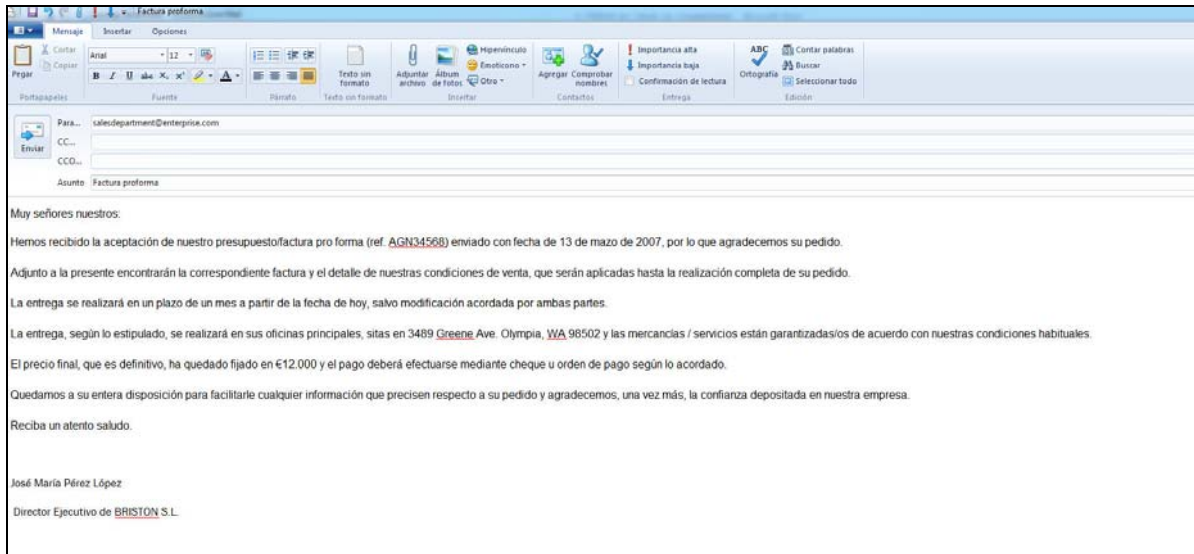 Factura proforma
Mensaje Insertar Opciones
Pegar
Cortar
Copiar
Portapapeles
Arial 12
N K S abc X₂ X² A
Fuente
Párrafo
Texto sin formato
Texto sin formato
Adjuntar archivo
Álbum de fotos
Hipervínculo
Emoticono
Otro
Insertar
Agregar
Comprobar nombres
Contactos
Importancia alta
Importancia baja
Confirmación de lectura
Entrega
ABC
Ortografía
Contar palabras
Buscar
Seleccionar todo
Edición
Enviar
Para... salesdepartment@enterprise.com
CC...
CCO...
Asunto Factura proforma
Muy señores nuestros:
Hemos recibido la aceptación de nuestro presupuesto/factura pro forma (ref. AGN34568) enviado con fecha de 13 de mazo de 2007, por lo que agradecemos su pedido.
Adjunto a la presente encontrarán la correspondiente factura y el detalle de nuestras condiciones de venta, que serán aplicadas hasta la realización completa de su pedido.
La entrega se realizará en un plazo de un mes a partir de la fecha de hoy, salvo modificación acordada por ambas partes.
La entrega, según lo estipulado, se realizará en sus oficinas principales, sitas en 3489 Greene Ave. Olympia, WA 98502 y las mercancías / servicios están garantizadas/os de acuerdo con nuestras condiciones habituales.
El precio final, que es definitivo, ha quedado fijado en €12.000 y el pago deberá efectuarse mediante cheque u orden de pago según lo acordado.
Quedamos a su entera disposición para facilitarle cualquier información que precisen respecto a su pedido y agradecemos, una vez más, la confianza depositada en nuestra empresa.
Reciba un atento saludo.
José María Pérez López
Director Ejecutivo de BRISTON S.L.